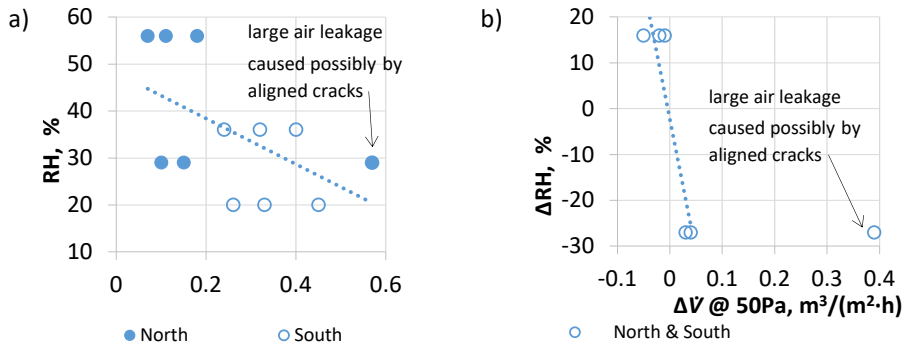 a)
RH, %
60
50
40
30
20
10
0
0.2
0.4
0.6
large air leakage
caused possibly by
aligned cracks
North
South
b)
ΔRH, %
20
10
0
-10
-20
-30
-0.1
0
0.1
0.2
0.3
0.4
large air leakage
caused possibly by
aligned cracks
ΔV̇ @ 50Pa, m³/(m²·h)
North & South